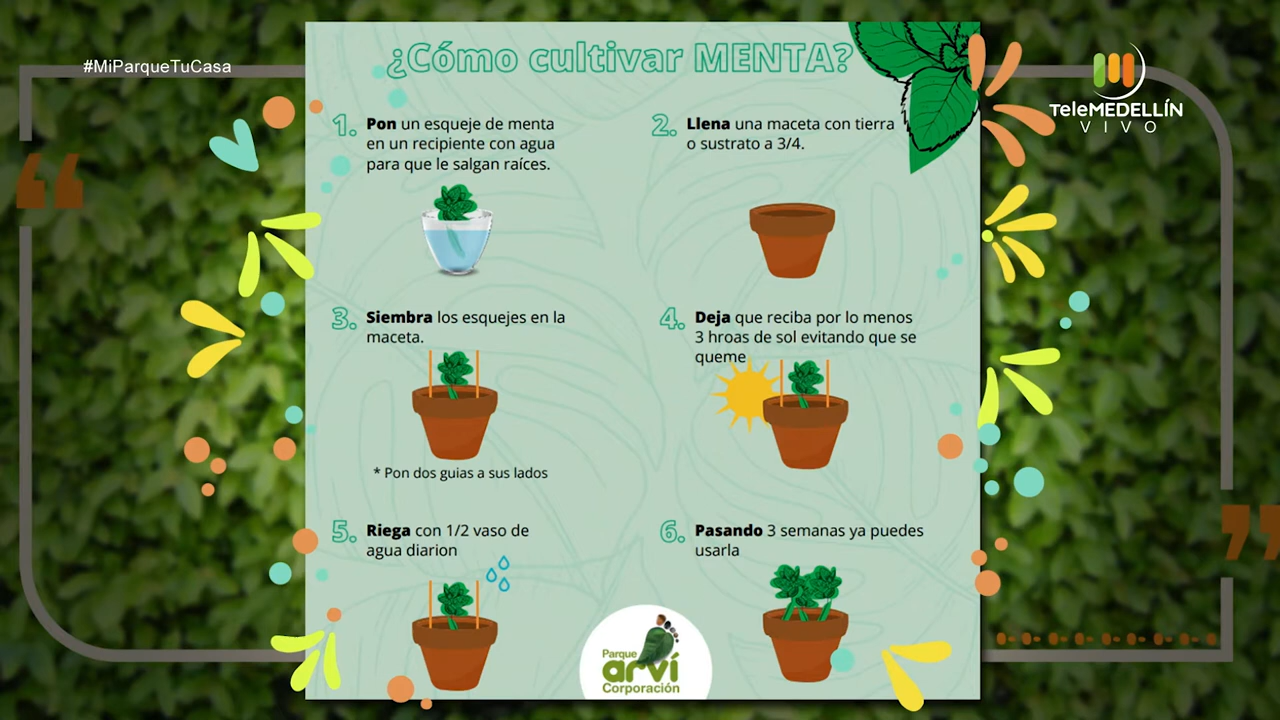 #MiParqueTuCasa
¿Cómo cultivar MENTA?
TeleMEDELLÍN
VIVO
1. Pon un esqueje de menta
en un recipiente con agua
para que le salgan raíces.
2. Llena una maceta con tierra
o sustrato a 3/4.
3. Siembra los esquejes en la
maceta.
* Pon dos guias a sus lados
4. Deja que reciba por lo menos
3 hroas de sol evitando que se
queme
5. Riega con 1/2 vaso de
agua diarion
6. Pasando 3 semanas ya puedes
usarla
Parque
arví
Corporación